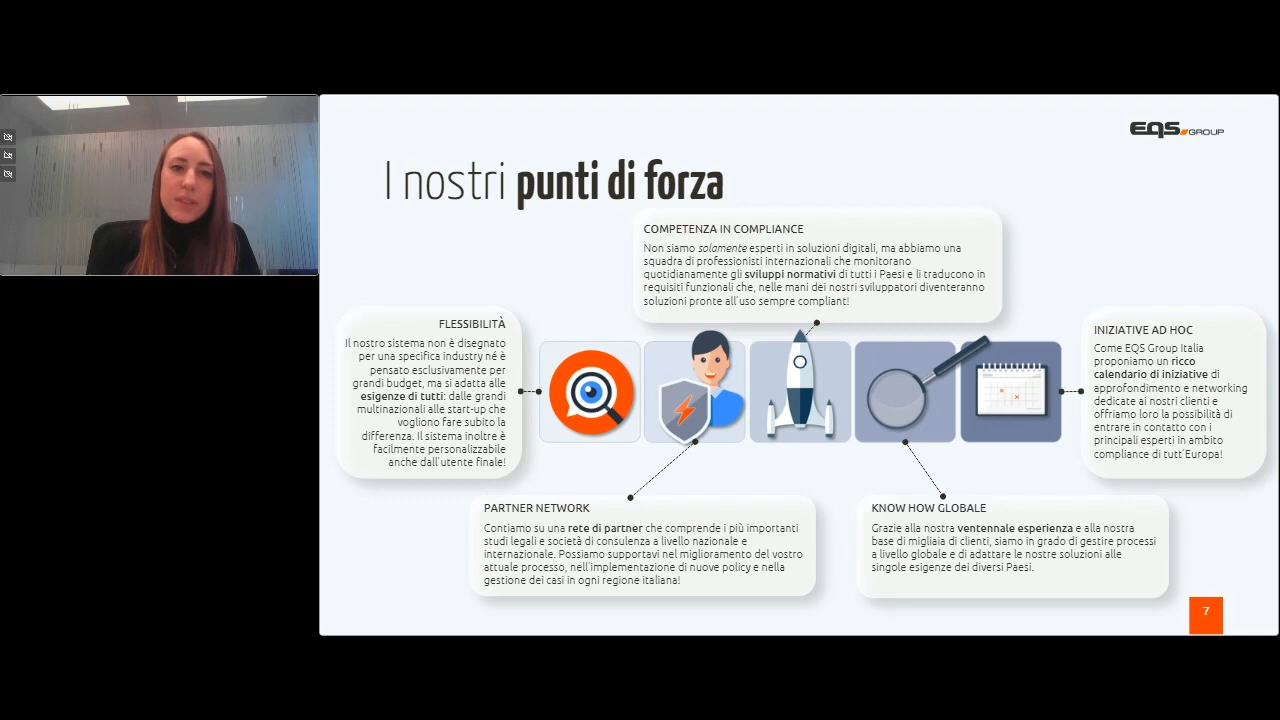 EQS GROUP
I nostri punti di forza
COMPETENZA IN COMPLIANCE
Non siamo solamente esperti in soluzioni digitali, ma abbiamo una
squadra di professionisti internazionali che monitorano
quotidianamente gli sviluppi normativi di tutti i Paesi e li traducono in
requisiti funzionali che, nelle mani dei nostri sviluppatori diventeranno
soluzioni pronte all'uso sempre compliant!
FLESSIBILITÀ
Il nostro sistema non è disegnato
per una specifica industry né è
pensato esclusivamente per
grandi budget, ma si adatta alle
esigenze di tutti: dalle grandi
multinazionali alle start-up che
vogliono fare subito la
differenza. Il sistema inoltre è
facilmente personalizzabile
anche dall'utente finale!
INIZIATIVE AD HOC
Come EQS Group Italia
proponiamo un ricco
calendario di iniziative di
approfondimento e networking
dedicate ai nostri clienti e
offriamo loro la possibilità di
entrare in contatto con i
principali esperti in ambito
compliance di tutt'Europa!
PARTNER NETWORK
Contiamo su una rete di partner che comprende i più importanti
studi legali e società di consulenza a livello nazionale e
internazionale. Possiamo supportavi nel miglioramento del vostro
attuale processo, nell'implementazione di nuove policy e nella
gestione dei casi in ogni regione italiana!
KNOW HOW GLOBALE
Grazie alla nostra ventennale esperienza e alla nostra
base di migliaia di clienti, siamo in grado di gestire processi
a livello globale e di adattare le nostre soluzioni alle
singole esigenze dei diversi Paesi.
7